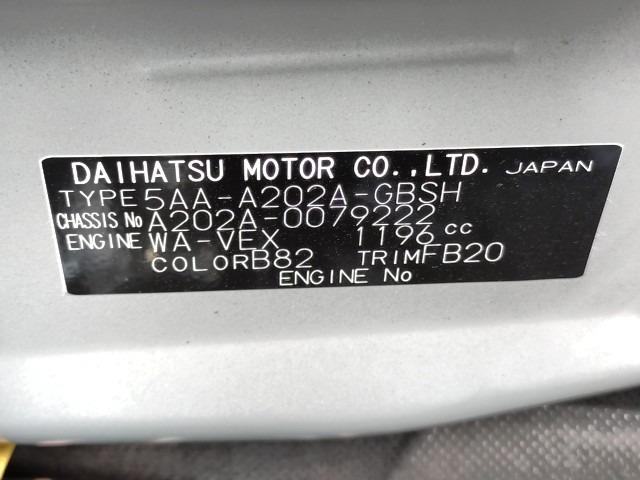 DAIHATSU MOTOR CO.,LTD. JAPAN
TYPE 5AA-A202A-GBSH
CHASSIS No A202A-0079222
ENGINE WA-VEX 1196 cc
COLOR B82 TRIM FB20
ENGINE No